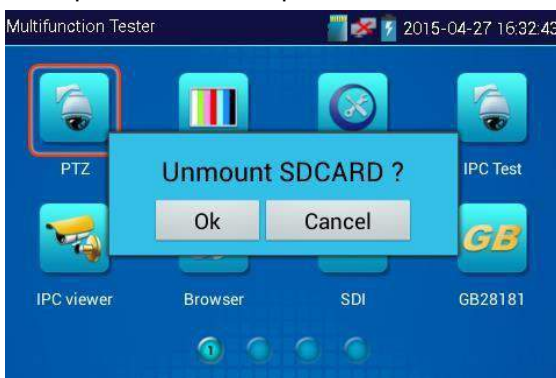 Multifunction Tester 2015-04-27 16:32:43
PTZ IPC Test
Unmount SDCARD ?
Ok Cancel
GB
IPC viewer Browser SDI GB28181
1